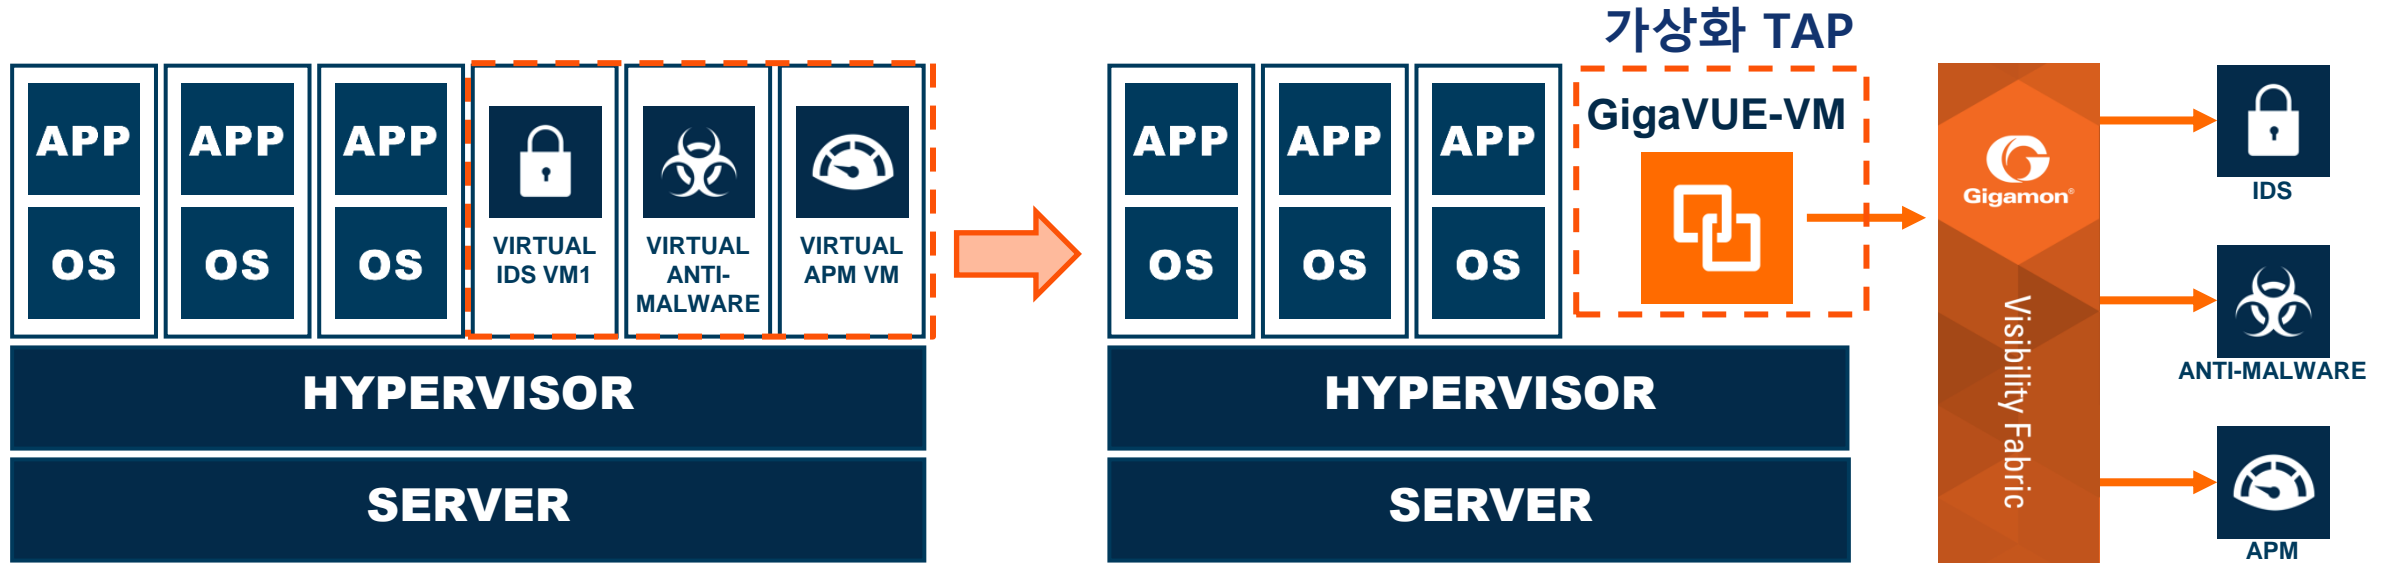 가상화 TAP
APP
APP
APP
OS
OS
OS
VIRTUAL
IDS VM1
VIRTUAL
ANTI-
MALWARE
VIRTUAL
APM VM
HYPERVISOR
SERVER
APP
APP
APP
OS
OS
OS
GigaVUE-VM
HYPERVISOR
SERVER
Gigamon®
Visibility Fabric
IDS
ANTI-MALWARE
APM